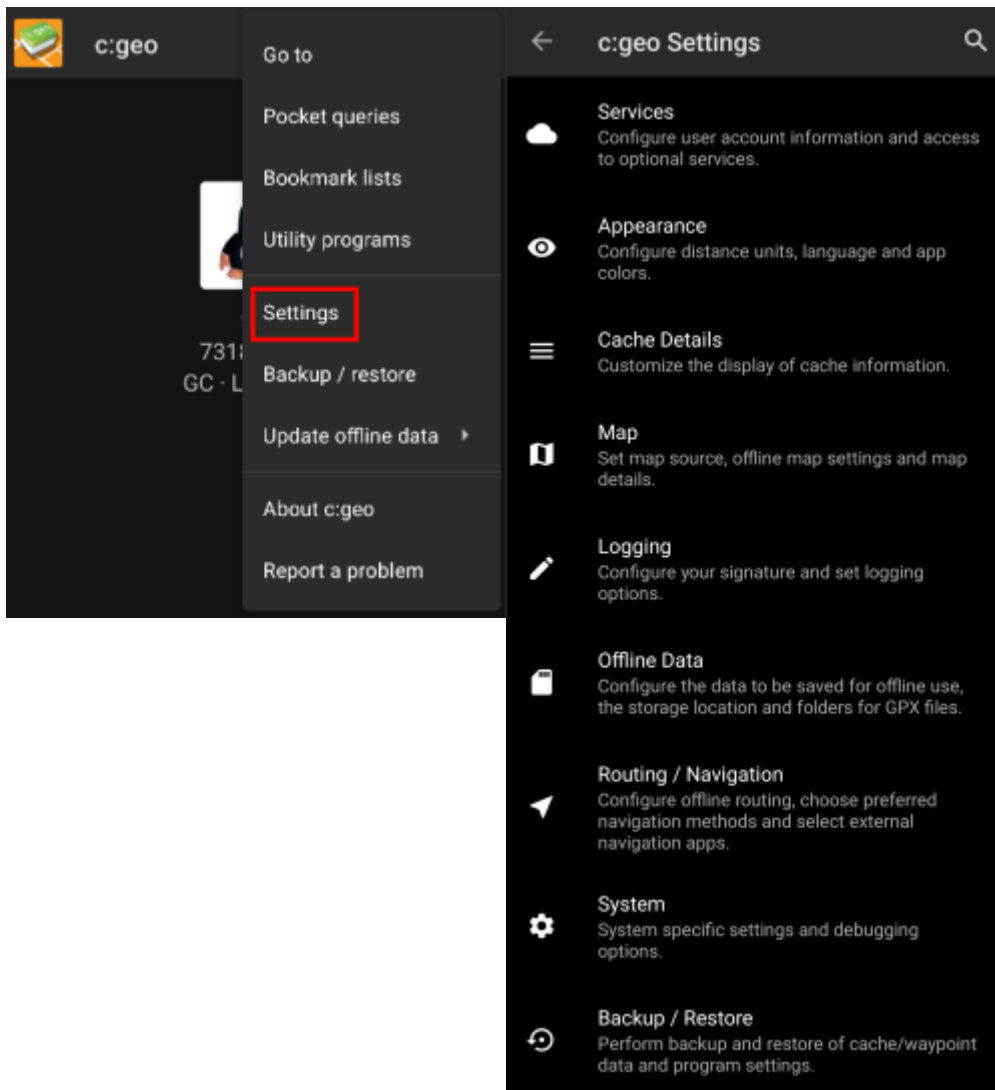 c:geo
Go to
Pocket queries
Bookmark lists
Utility programs
Settings
7318
GC · L
Backup / restore
Update offline data
About c:geo
Report a problem
c:geo Settings
Services
Configure user account information and access
to optional services.
Appearance
Configure distance units, language and app
colors.
Cache Details
Customize the display of cache information.
Map
Set map source, offline map settings and map
details.
Logging
Configure your signature and set logging
options.
Offline Data
Configure the data to be saved for offline use,
the storage location and folders for GPX files.
Routing / Navigation
Configure offline routing, choose preferred
navigation methods and select external
navigation apps.
System
System specific settings and debugging
options.
Backup / Restore
Perform backup and restore of cache/waypoint
data and program settings.